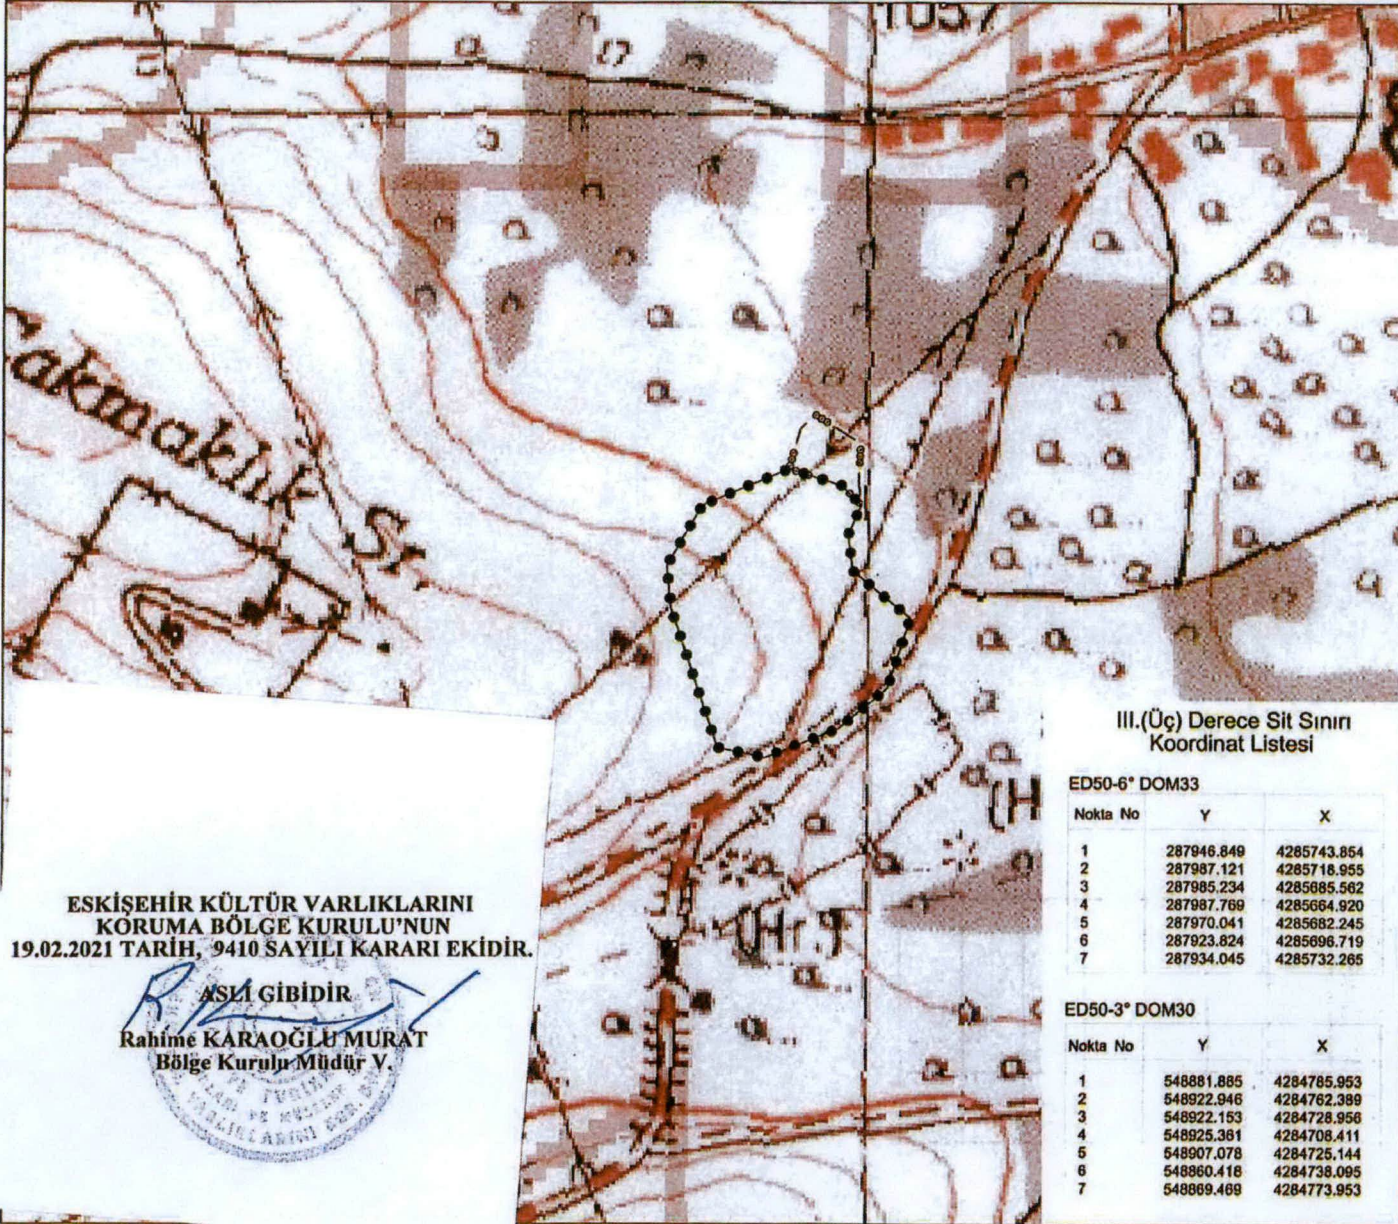 1057
akmaklık Sr.
(H
(Hr.)
ESKİŞEHİR KÜLTÜR VARLIKLARINI
KORUMA BÖLGE KURULU'NUN
19.02.2021 TARİH, 9410 SAYILI KARARI EKİDİR.
ASLI GİBİDİR
Rahime KARAOĞLU MURAT
Bölge Kurulu Müdür V.
III.(Üç) Derece Sit Sınırı
Koordinat Listesi
ED50-6° DOM33
Nokta No Y X
1 287946.849 4285743.854
2 287987.121 4285718.955
3 287985.234 4285685.562
4 287987.769 4285664.920
5 287970.041 4285682.245
6 287923.824 4285696.719
7 287934.045 4285732.265
ED50-3° DOM30
Nokta No Y X
1 548881.885 4284785.953
2 548922.946 4284762.389
3 548922.153 4284728.956
4 548925.361 4284708.411
5 548907.078 4284725.144
6 548860.418 4284738.095
7 548869.469 4284773.953